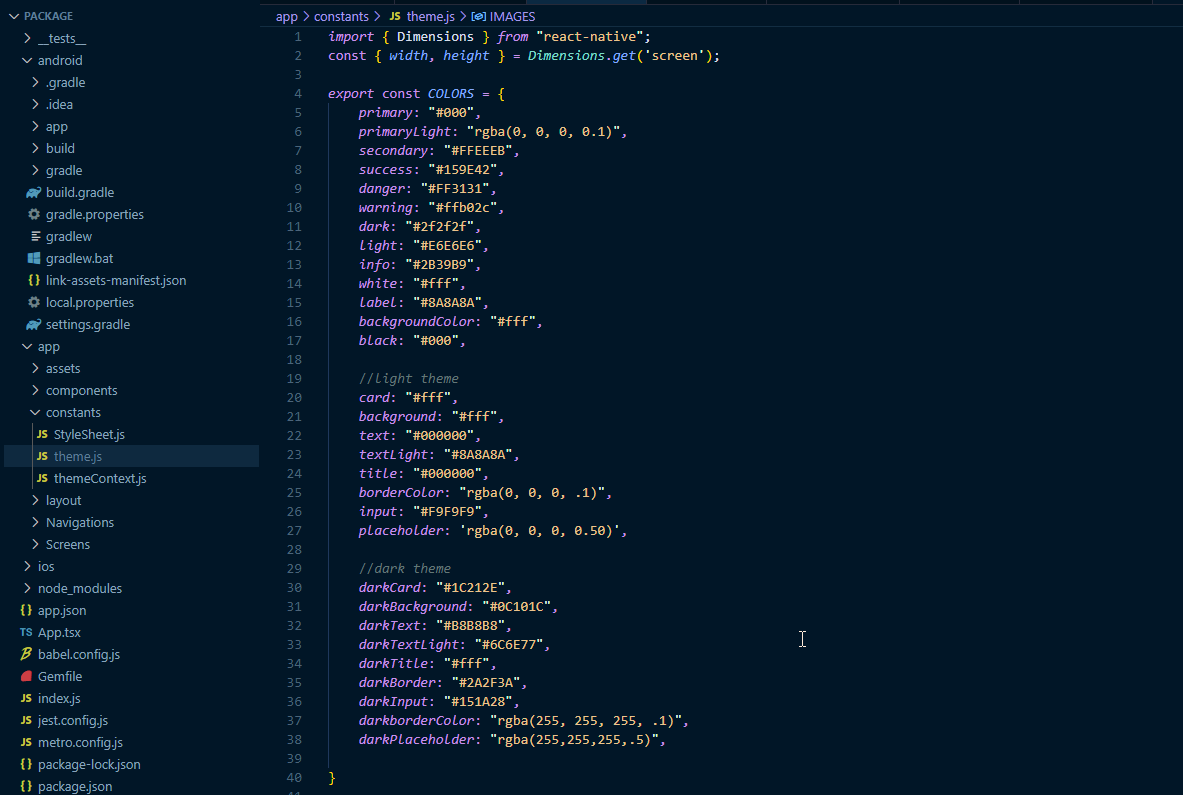 PACKAGE
__tests__
android
.gradle
.idea
app
build
gradle
build.gradle
gradle.properties
gradlew
gradlew.bat
link-assets-manifest.json
local.properties
settings.gradle
app
assets
components
constants
JS StyleSheet.js
JS theme.js
JS themeContext.js
layout
Navigations
Screens
ios
node_modules
{} app.json
TS App.tsx
babel.config.js
Gemfile
JS index.js
JS jest.config.js
JS metro.config.js
{} package-lock.json
{} package.json
app > constants > JS theme.js > IMAGES
1 import { Dimensions } from "react-native";
2 const { width, height } = Dimensions.get('screen');
3
4 export const COLORS = {
5 primary: "#000",
6 primaryLight: "rgba(0, 0, 0, 0.1)",
7 secondary: "#FFEEEB",
8 success: "#159E42",
9 danger: "#FF3131",
10 warning: "#ffb02c",
11 dark: "#2f2f2f",
12 light: "#E6E6E6",
13 info: "#2B39B9",
14 white: "#fff",
15 label: "#8A8A8A",
16 backgroundColor: "#fff",
17 black: "#000",
18
19 //light theme
20 card: "#fff",
21 background: "#fff",
22 text: "#000000",
23 textLight: "#8A8A8A",
24 title: "#000000",
25 borderColor: "rgba(0, 0, 0, .1)",
26 input: "#F9F9F9",
27 placeholder: 'rgba(0, 0, 0, 0.50)',
28
29 //dark theme
30 darkCard: "#1C212E",
31 darkBackground: "#0C101C",
32 darkText: "#B8B8B8",
33 darkTextLight: "#6C6E77",
34 darkTitle: "#fff",
35 darkBorder: "#2A2F3A",
36 darkInput: "#151A28",
37 darkborderColor: "rgba(255, 255, 255, .1)",
38 darkPlaceholder: "rgba(255,255,255,.5)",
39
40 }